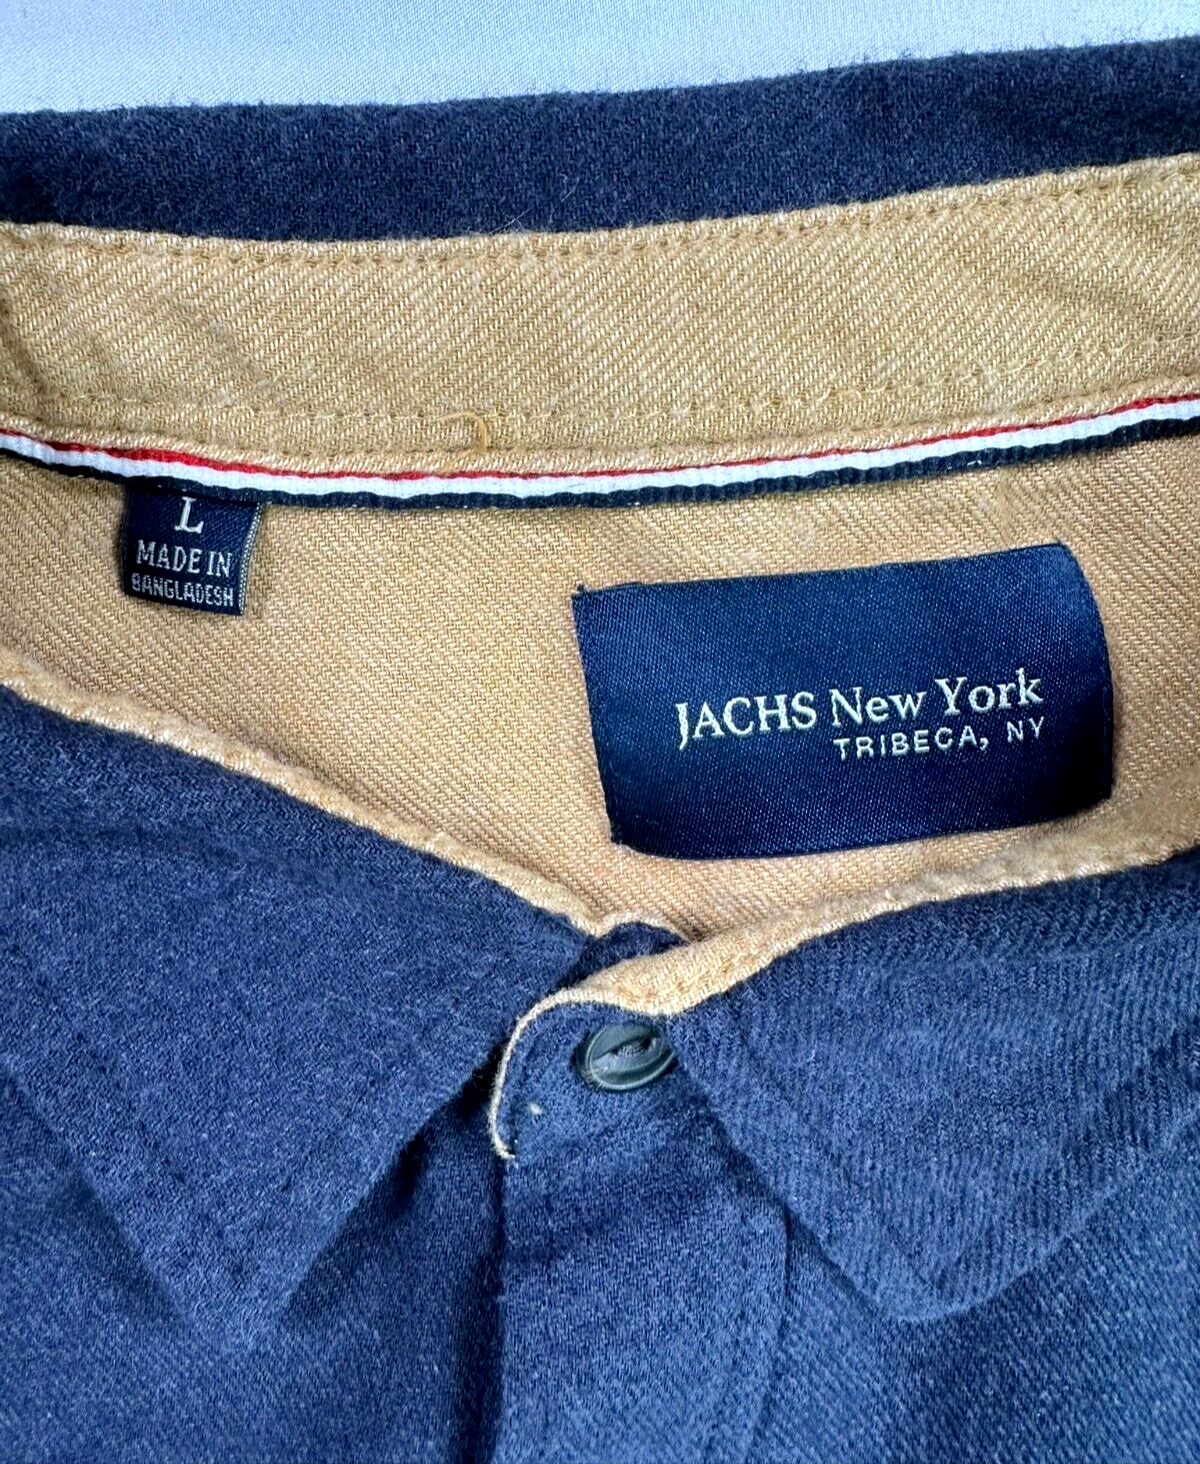 L
MADE IN
BANGLADESH
JACHS New York
TRIBECA, NY